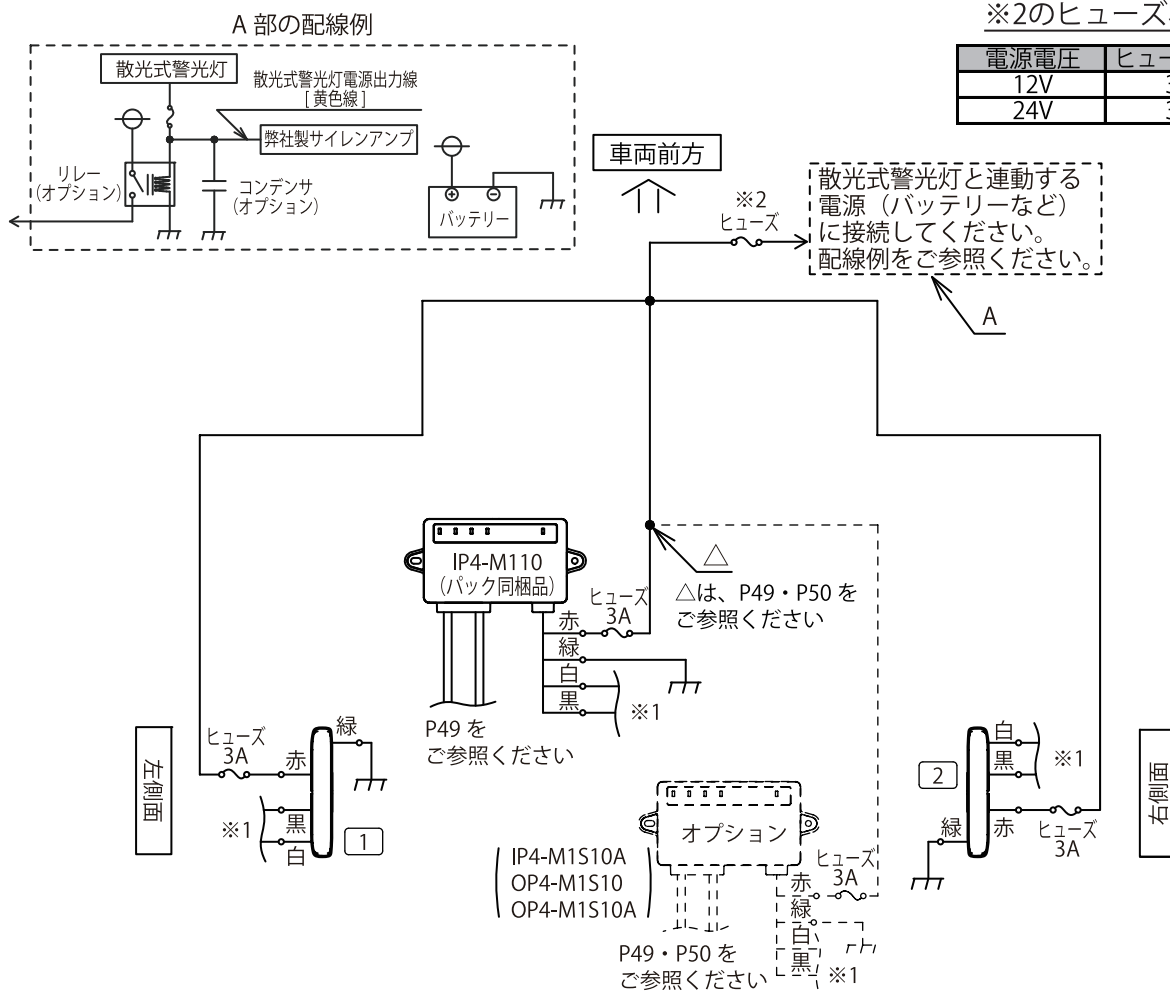 A 部の配線例
散光式警光灯
散光式警光灯電源出力線
[ 黄色線 ]
弊社製サイレンアンプ
リレー
(オプション)
コンデンサ
(オプション)
バッテリー
※2のヒューズ
電源電圧
12V
24V
車両前方
※2
ヒューズ
散光式警光灯と連動する
電源（バッテリーなど）
に接続してください。
配線例をご参照ください。
A
IP4-M110
(パック同梱品)
赤
ヒューズ
3A
緑
白
黒
※1
P49 を
ご参照ください
△
△は、P49・P50 を
ご参照ください
左側面
ヒューズ
3A
赤
緑
※1
黒
白
1
オプション
IP4-M1S10A
OP4-M1S10
OP4-M1S10A
赤
ヒューズ
3A
緑
白
黒
※1
P49・P50 を
ご参照ください
2
白
黒
※1
緑
赤
ヒューズ
3A
右側面